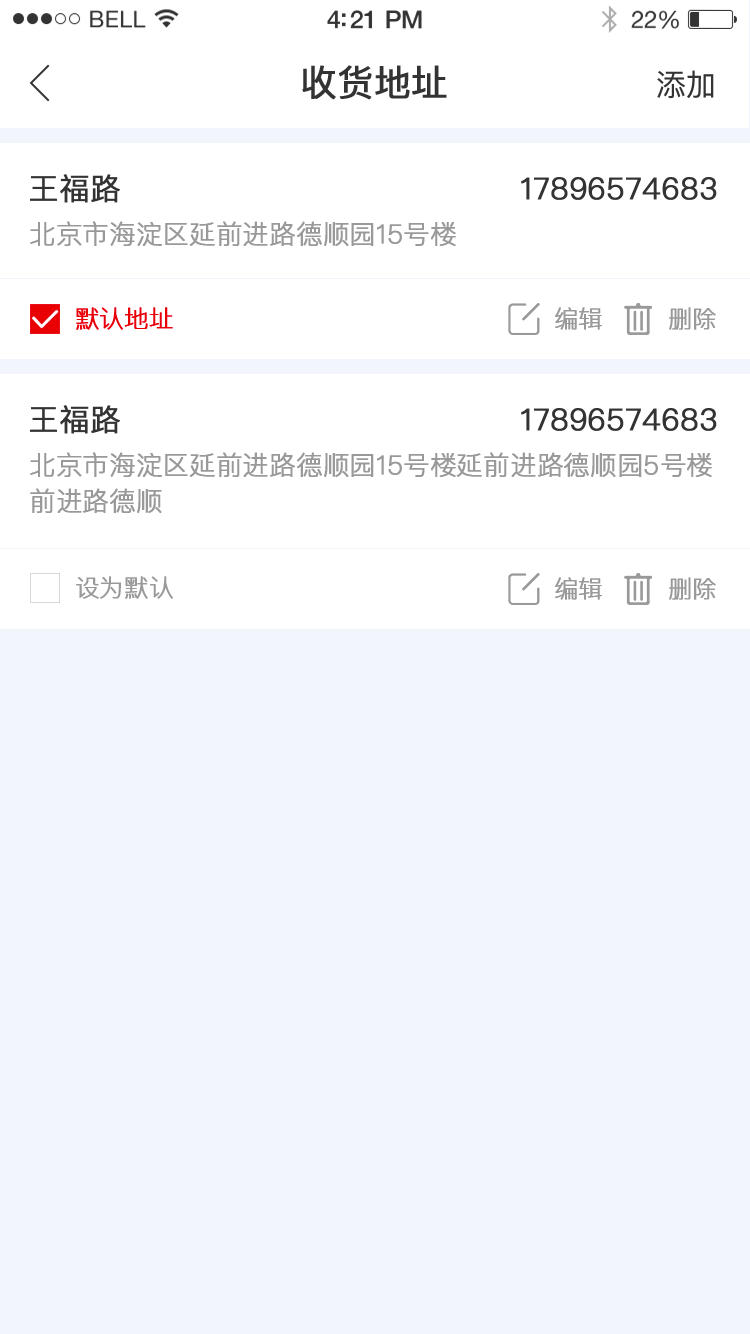 BELL 4:21 PM 22%
收货地址 添加
王福路 17896574683
北京市海淀区延前进路德顺园15号楼
默认地址 编辑 删除
王福路 17896574683
北京市海淀区延前进路德顺园15号楼延前进路德顺园5号楼
前进路德顺
设为默认 编辑 删除